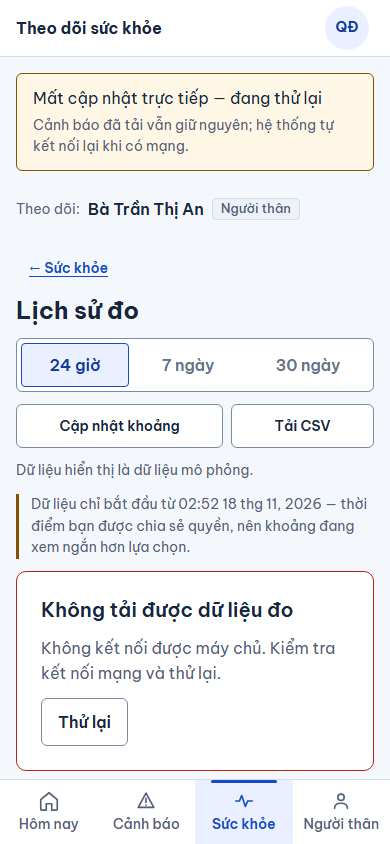 Theo dõi sức khỏe
QĐ
Mất cập nhật trực tiếp — đang thử lại
Cảnh báo đã tải vẫn giữ nguyên; hệ thống tự
kết nối lại khi có mạng.
Theo dõi: Bà Trần Thị An Người thân
← Sức khỏe
Lịch sử đo
24 giờ 7 ngày 30 ngày
Cập nhật khoảng Tải CSV
Dữ liệu hiển thị là dữ liệu mô phỏng.
Dữ liệu chỉ bắt đầu từ 02:52 18 thg 11, 2026 — thời
điểm bạn được chia sẻ quyền, nên khoảng đang
xem ngắn hơn lựa chọn.
Không tải được dữ liệu đo
Không kết nối được máy chủ. Kiểm tra
kết nối mạng và thử lại.
Thử lại
Hôm nay Cảnh báo Sức khỏe Người thân